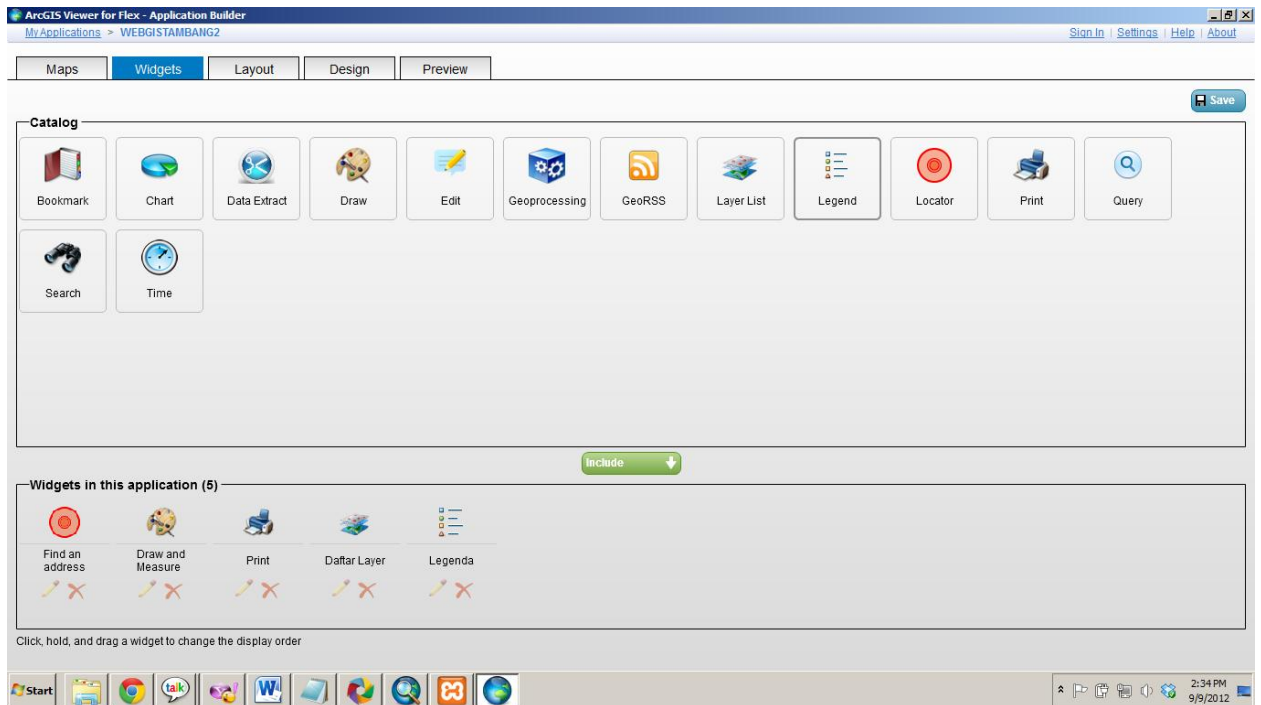 ArcGIS Viewer for Flex - Application Builder
My Applications > WEBGISTAMBANG2
Sign In | Settings | Help | About
Maps Widgets Layout Design Preview
Save
Catalog
Bookmark Chart Data Extract Draw Edit Geoprocessing GeoRSS Layer List Legend Locator Print Query
Search Time
Include
Widgets in this application (5)
Find an address
Draw and Measure
Print
Daftar Layer
Legenda
Click, hold, and drag a widget to change the display order
Start
talk
2:34 PM
9/9/2012